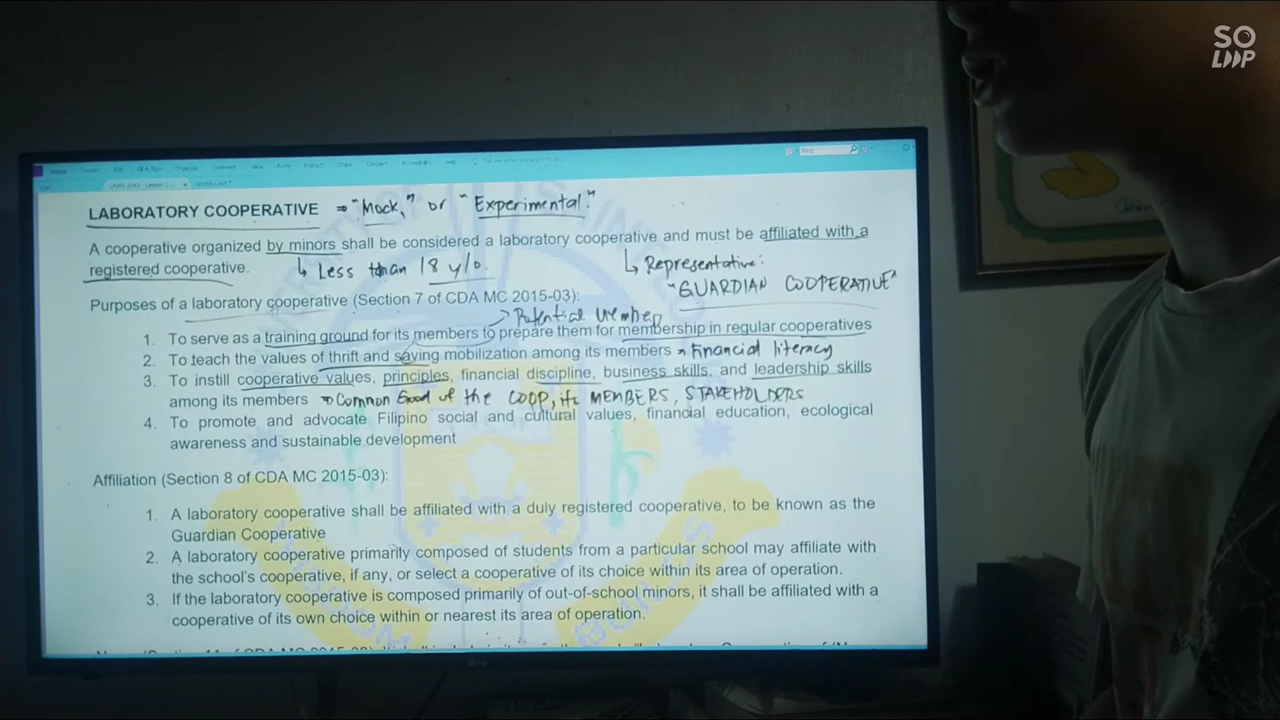 SO
LOOP
LABORATORY COOPERATIVE ⇒ "Mock," or "Experimental."
A cooperative organized by minors shall be considered a laboratory cooperative and must be affiliated with a
registered cooperative. ↳ Less than 18 y/o. ↳ Representative:
"GUARDIAN COOPERATIVE"
Purposes of a laboratory cooperative (Section 7 of CDA MC 2015-03):
> Potential member
1. To serve as a training ground for its members to prepare them for membership in regular cooperatives
2. To teach the values of thrift and saving mobilization among its members Financial literacy
3. To instill cooperative values, principles, financial discipline, business skills, and leadership skills
among its members ⇒ Common Good of the COOP, its MEMBERS, STAKEHOLDERS
4. To promote and advocate Filipino social and cultural values, financial education, ecological
awareness and sustainable development
Affiliation (Section 8 of CDA MC 2015-03):
1. A laboratory cooperative shall be affiliated with a duly registered cooperative, to be known as the
Guardian Cooperative
2. A laboratory cooperative primarily composed of students from a particular school may affiliate with
the school's cooperative, if any, or select a cooperative of its choice within its area of operation.
3. If the laboratory cooperative is composed primarily of out-of-school minors, it shall be affiliated with a
cooperative of its own choice within or nearest its area of operation.